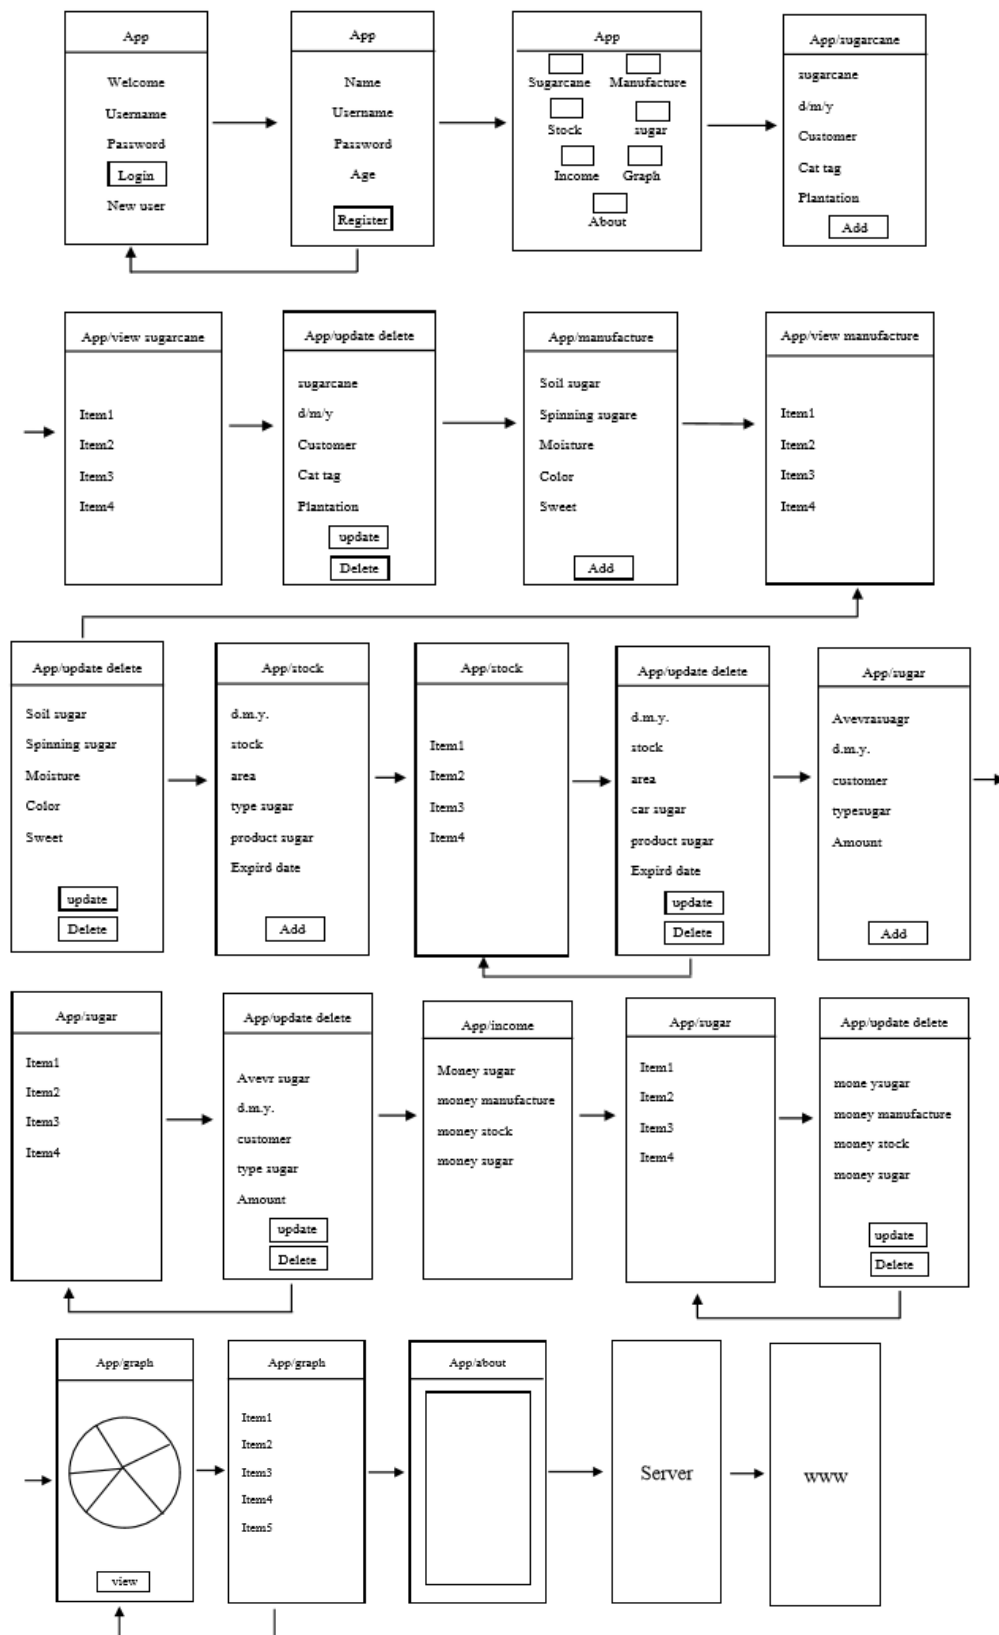 App
Welcome
Username
Password
Login
New user
App
Name
Username
Password
Age
Register
App
Sugarcane Manufacture
Stock sugar
Income Graph
About
App/sugarcane
sugarcane
d/m/y
Customer
Cat tag
Plantation
Add
App/view sugarcane
Item1
Item2
Item3
Item4
App/update delete
sugarcane
d/m/y
Customer
Cat tag
Plantation
update
Delete
App/manufacture
Soil sugar
Spinning sugare
Moisture
Color
Sweet
Add
App/view manufacture
Item1
Item2
Item3
Item4
App/update delete
Soil sugar
Spinning sugar
Moisture
Color
Sweet
update
Delete
App/stock
d.m.y.
stock
area
type sugar
product sugar
Expird date
Add
App/stock
Item1
Item2
Item3
Item4
App/update delete
d.m.y.
stock
area
car sugar
product sugar
Expird date
update
Delete
App/sugar
Avevrasuagr
d.m.y.
customer
typesugar
Amount
Add
App/sugar
Item1
Item2
Item3
Item4
App/update delete
Avevr sugar
d.m.y.
customer
type sugar
Amount
update
Delete
App/income
Money sugar
money manufacture
money stock
money sugar
App/sugar
Item1
Item2
Item3
Item4
App/update delete
mone ysugar
money manufacture
money stock
money sugar
update
Delete
App/graph
view
App/graph
Item1
Item2
Item3
Item4
Item5
App/about
Server
www